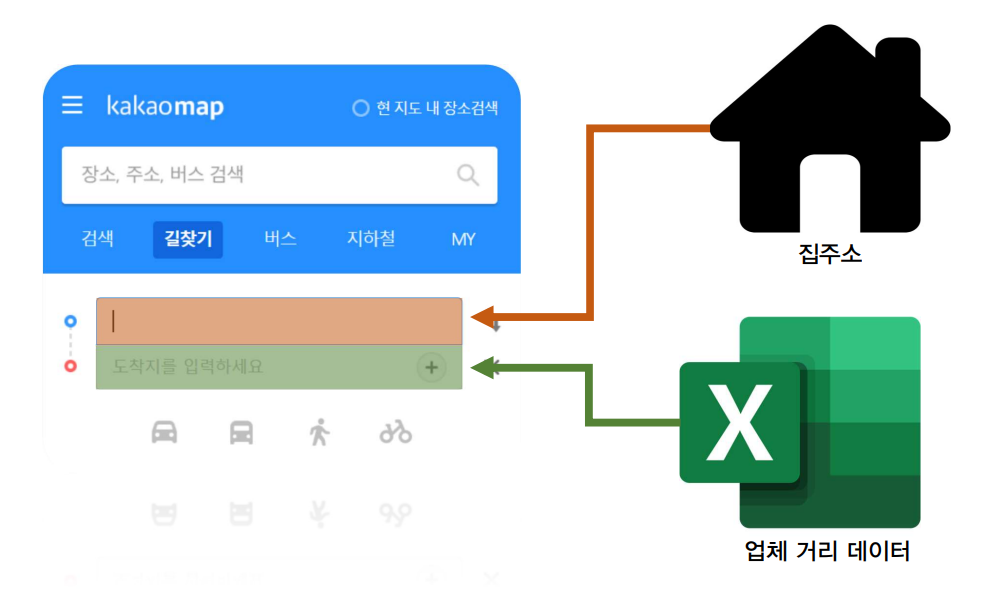 kakaomap
현 지도 내 장소검색
장소, 주소, 버스 검색
검색 길찾기 버스 지하철 MY
도착지를 입력하세요
집주소
X
업체 거리 데이터